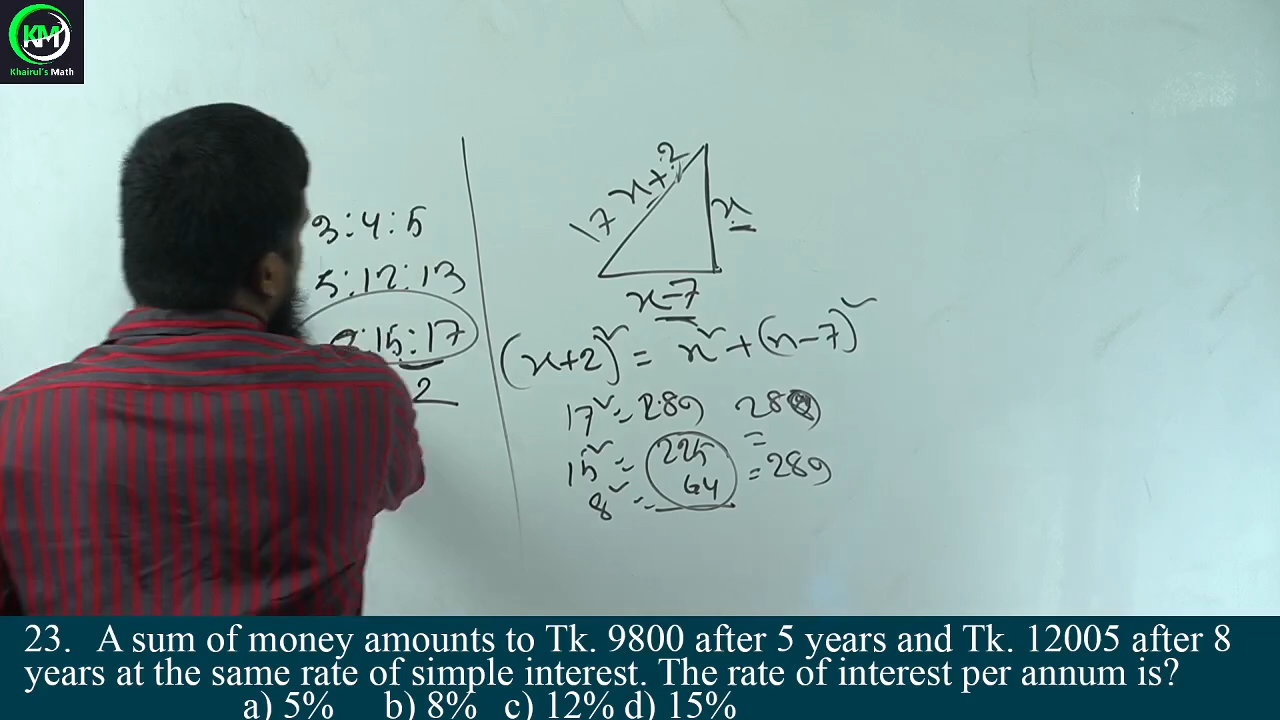 KM
Khairul's Math
3:4:5
5:12:13
:15:17
2
17 x+2
x
x-7
(x+2)² = x² + (x-7)²
17² = 289 289
=
15² = 225 = 289
8² = 64
23. A sum of money amounts to Tk. 9800 after 5 years and Tk. 12005 after 8
years at the same rate of simple interest. The rate of interest per annum is?
a) 5% b) 8% c) 12% d) 15%